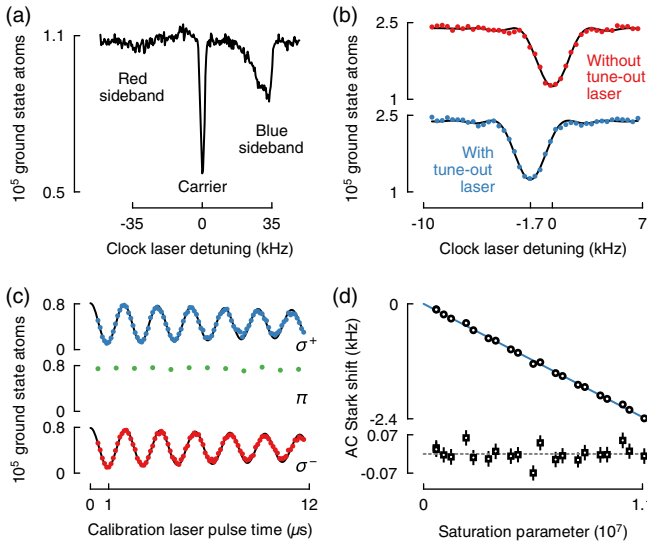 (a)
10⁵ ground state atoms
1.1
0.5
Red
sideband
Carrier
Blue
sideband
-35
0
35
Clock laser detuning (kHz)
(b)
10⁵ ground state atoms
2.5
1
2.5
1
Without
tune-out
laser
With
tune-out
laser
-10
-1.7
0
7
Clock laser detuning (kHz)
(c)
10⁵ ground state atoms
0.8
0
σ⁺
0.8
0
π
0.8
0
σ⁻
0
1
12
Calibration laser pulse time (μs)
(d)
AC Stark shift (kHz)
0
-2.4
0.07
-0.07
0
Saturation parameter (10⁷)